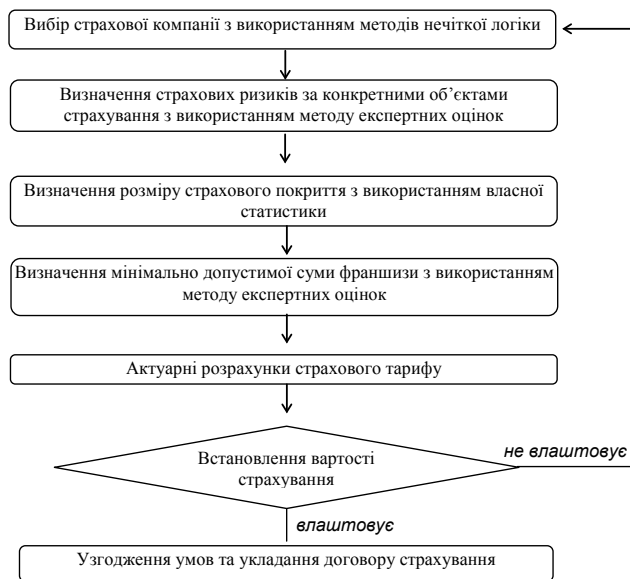 Вибір страхової компанії з використанням методів нечіткої логіки
Визначення страхових ризиків за конкретними об’єктами
страхування з використанням методу експертних оцінок
Визначення розміру страхового покриття з використанням власної
статистики
Визначення мінімально допустимої суми франшизи з використанням
методу експертних оцінок
Актуарні розрахунки страхового тарифу
Встановлення вартості
страхування
не влаштовує
влаштовує
Узгодження умов та укладання договору страхування